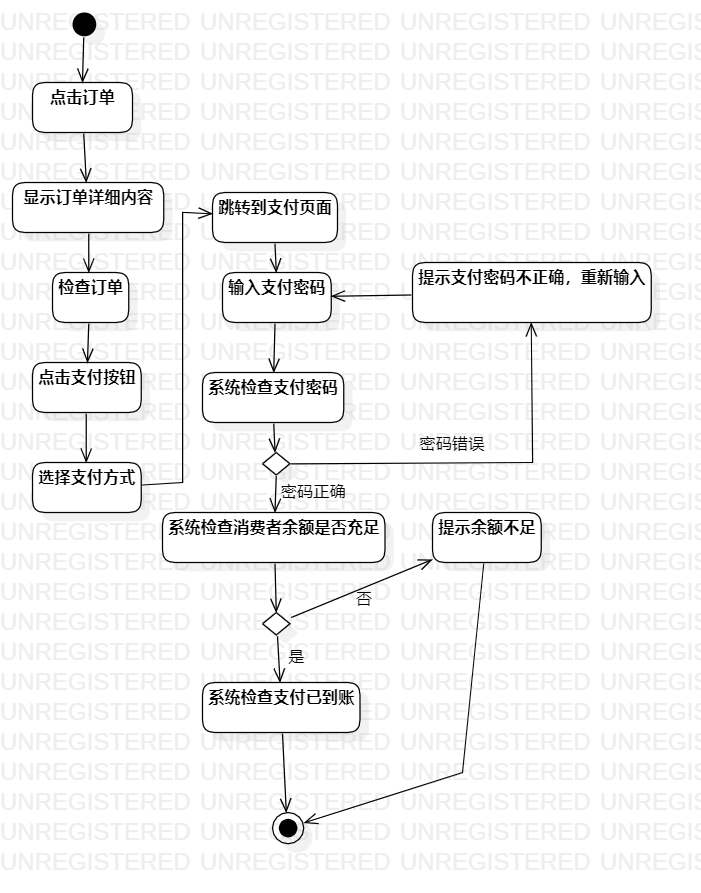 点击订单
显示订单详细内容
检查订单
点击支付按钮
选择支付方式
跳转到支付页面
输入支付密码
提示支付密码不正确，重新输入
系统检查支付密码
密码错误
密码正确
系统检查消费者余额是否充足
提示余额不足
否
是
系统检查支付已到账
UNREGISTERED